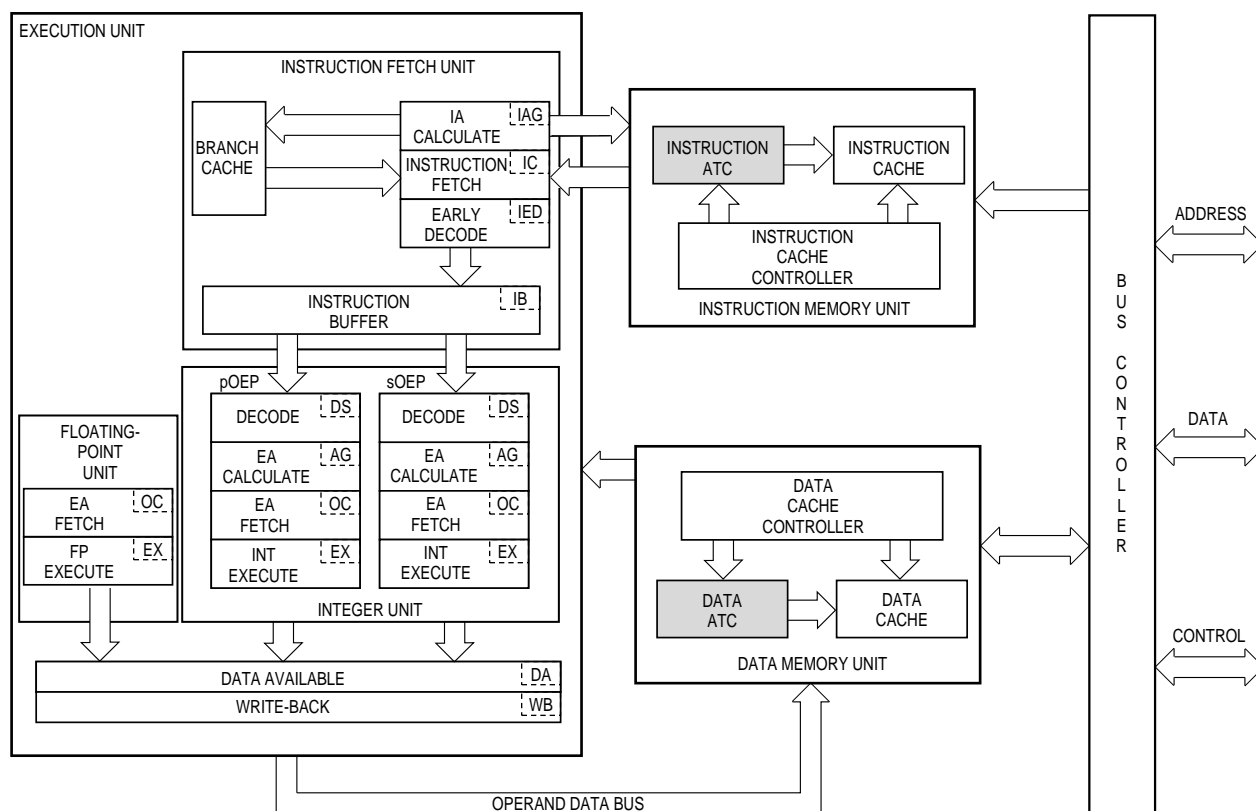 EXECUTION UNIT
INSTRUCTION FETCH UNIT
BRANCH
CACHE
IA
CALCULATE
IAG
INSTRUCTION
FETCH
IC
EARLY
DECODE
IED
INSTRUCTION
BUFFER
IB
pOEP
DECODE
DS
EA
CALCULATE
AG
EA
FETCH
OC
INT
EXECUTE
EX
sOEP
DECODE
DS
EA
CALCULATE
AG
EA
FETCH
OC
INT
EXECUTE
EX
INTEGER UNIT
FLOATING-
POINT
UNIT
EA
FETCH
OC
FP
EXECUTE
EX
DATA AVAILABLE
DA
WRITE-BACK
WB
INSTRUCTION
ATC
INSTRUCTION
CACHE
INSTRUCTION
CACHE
CONTROLLER
INSTRUCTION MEMORY UNIT
DATA
CACHE
CONTROLLER
DATA
ATC
DATA
CACHE
DATA MEMORY UNIT
OPERAND DATA BUS
BUS CONTROLLER
ADDRESS
DATA
CONTROL